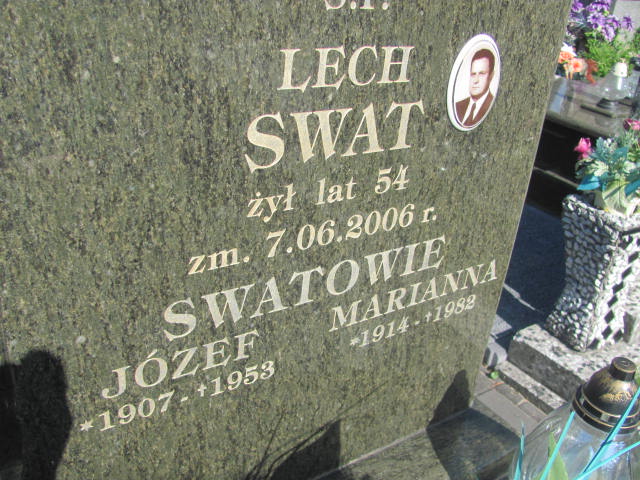 Ś.P.
LECH
SWAT
żył lat 54
zm. 7.06.2006 r.
SWATOWIE
JÓZEF
*1907 - †1953
MARIANNA
*1914 - †1982